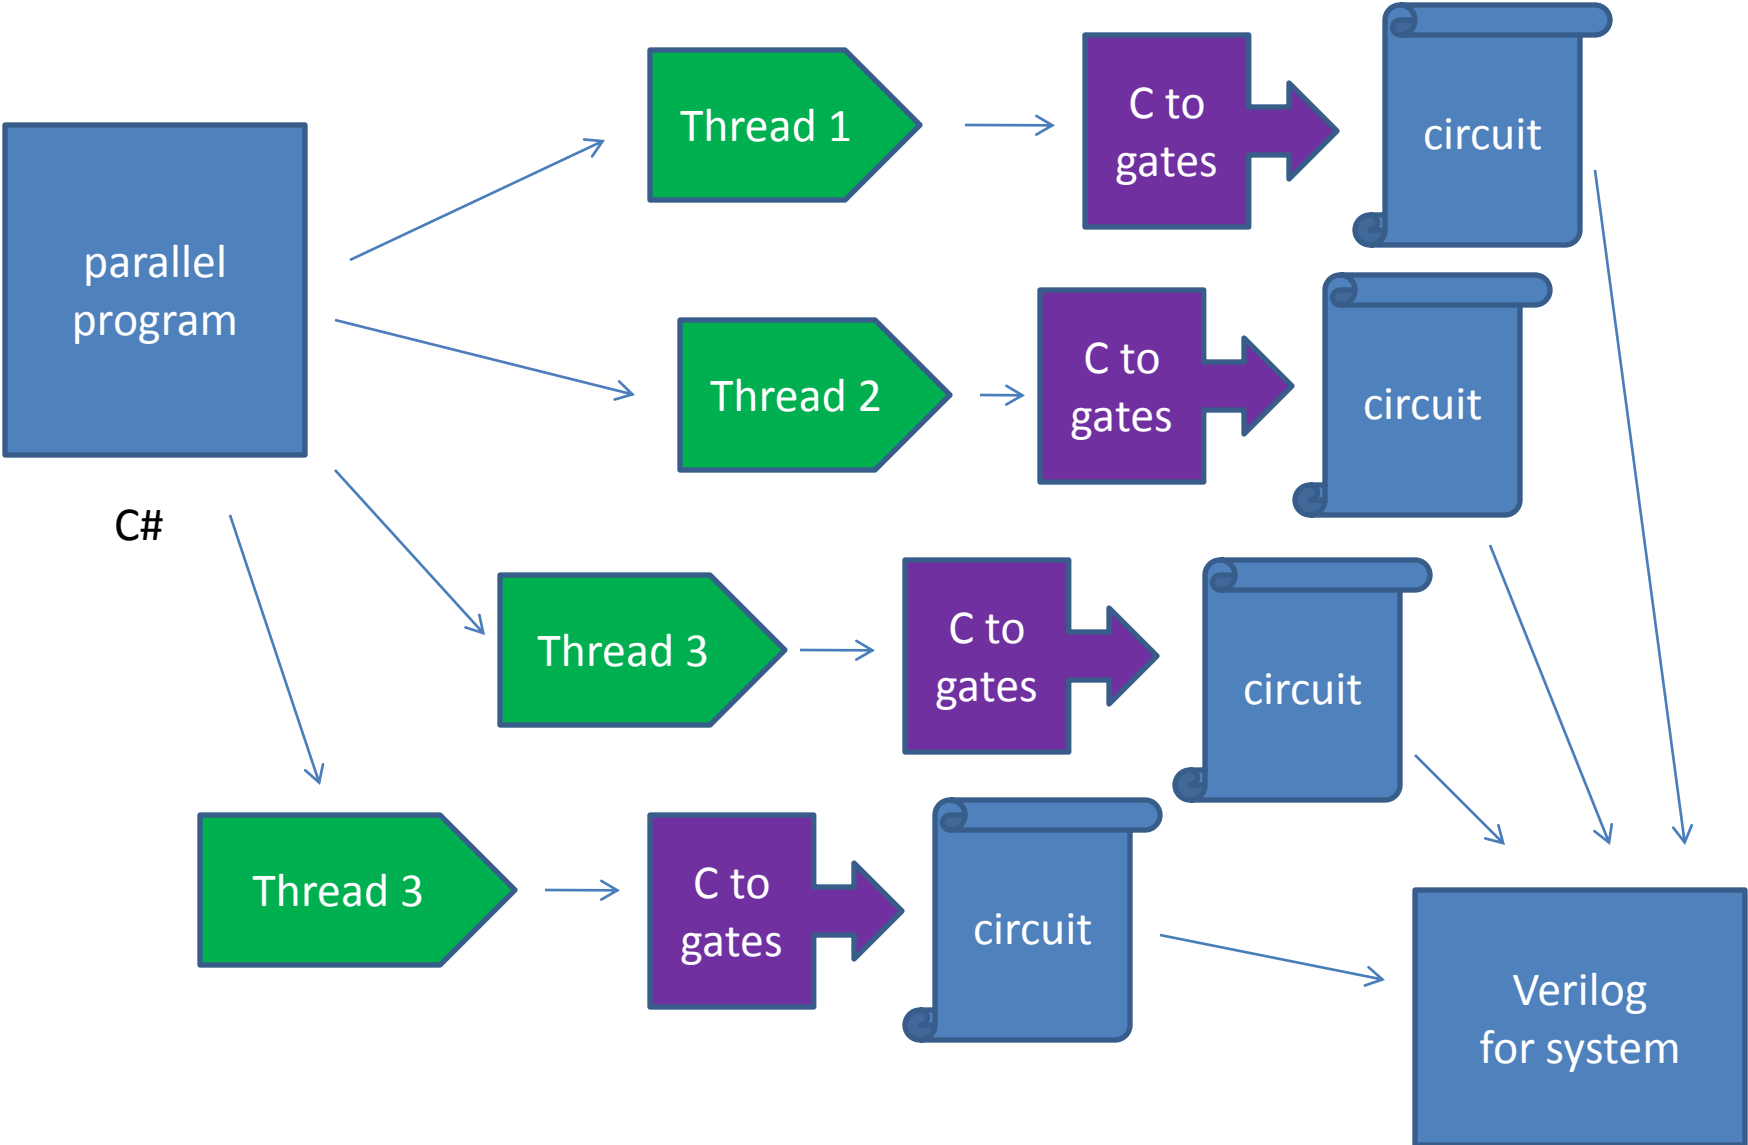 parallel
program
C#
Thread 1
C to
gates
circuit
Thread 2
C to
gates
circuit
Thread 3
C to
gates
circuit
Thread 3
C to
gates
circuit
Verilog
for system